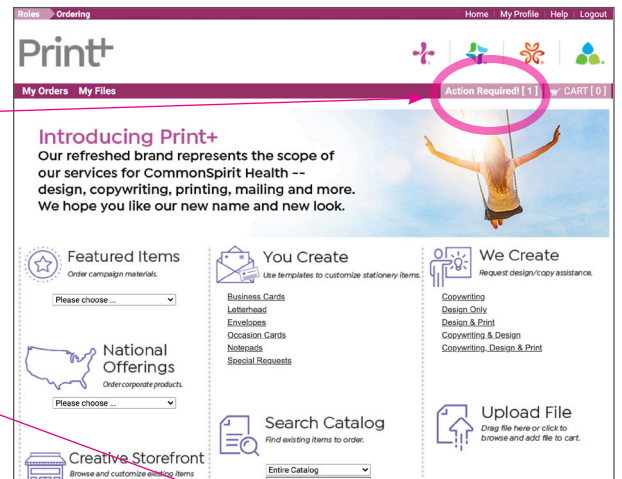 Roles Ordering
Home My Profile Help Logout
Print+
My Orders My Files
Action Required! [ 1 ] CART [ 0 ]
Introducing Print+
Our refreshed brand represents the scope of
our services for CommonSpirit Health --
design, copywriting, printing, mailing and more.
We hope you like our new name and new look.
Featured Items
Order campaign materials.
Please choose ...
National
Offerings
Order corporate products.
Please choose ...
Creative Storefront
Browse and customize existing items
You Create
Use templates to customize stationery items.
Business Cards
Letterhead
Envelopes
Occasion Cards
Notepads
Special Requests
Search Catalog
Find existing items to order.
Entire Catalog
We Create
Request design/copy assistance.
Copywriting
Design Only
Design & Print
Copywriting & Design
Copywriting, Design & Print
Upload File
Drag file here or click to
browse and add file to cart.